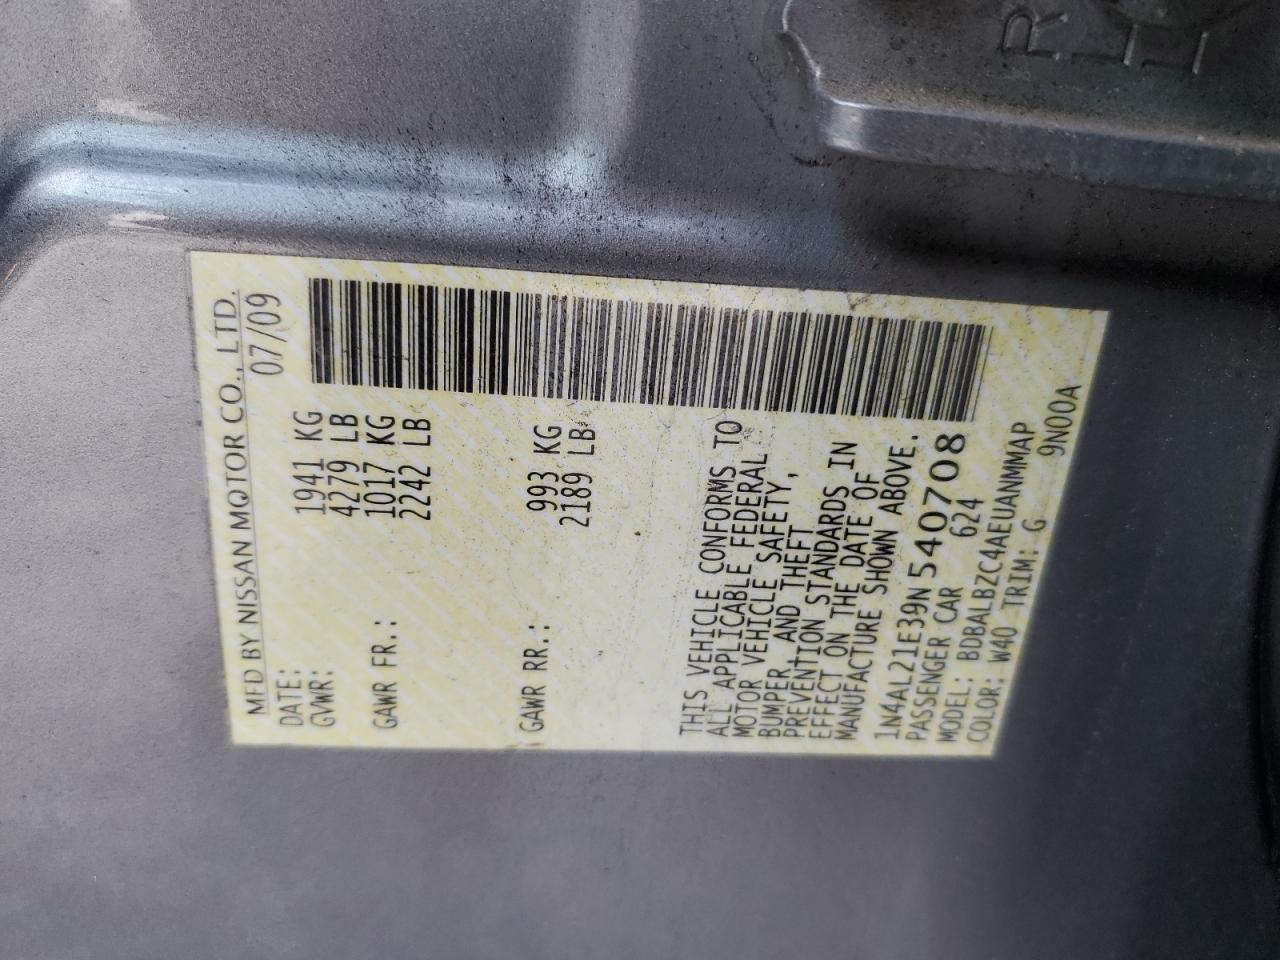 MFD BY NISSAN MOTOR CO., LTD.
DATE: 07/09
GVWR: 1941 KG
4279 LB
GAWR FR.: 1017 KG
2242 LB
GAWR RR.: 993 KG
2189 LB
THIS VEHICLE CONFORMS TO
ALL APPLICABLE FEDERAL
MOTOR VEHICLE SAFETY,
BUMPER, AND THEFT
PREVENTION STANDARDS IN
EFFECT ON THE DATE OF
MANUFACTURE SHOWN ABOVE.
1N4AL21E39N540708
PASSENGER CAR 624
MODEL: BDBALBZC4AEUANMMAP
COLOR: W40 TRIM: G 9N00A